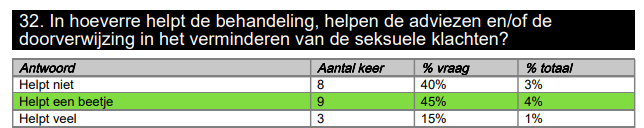 32. In hoeverre helpt de behandeling, helpen de adviezen en/of de
doorverwijzing in het verminderen van de seksuele klachten?
Antwoord Aantal keer % vraag % totaal
Helpt niet 8 40% 3%
Helpt een beetje 9 45% 4%
Helpt veel 3 15% 1%